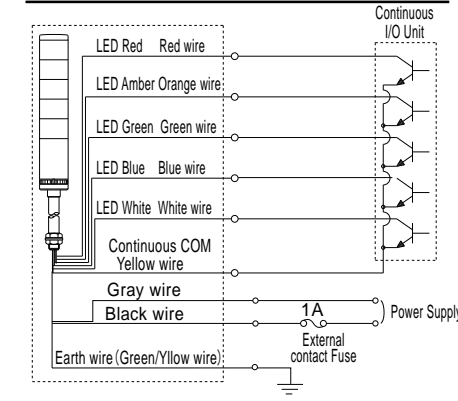 Continuous
I/O Unit
LED Red Red wire
LED Amber Orange wire
LED Green Green wire
LED Blue Blue wire
LED White White wire
Continuous COM
Yellow wire
Gray wire
Black wire
1A
Power Supply
External
contact Fuse
Earth wire (Green/Yllow wire)